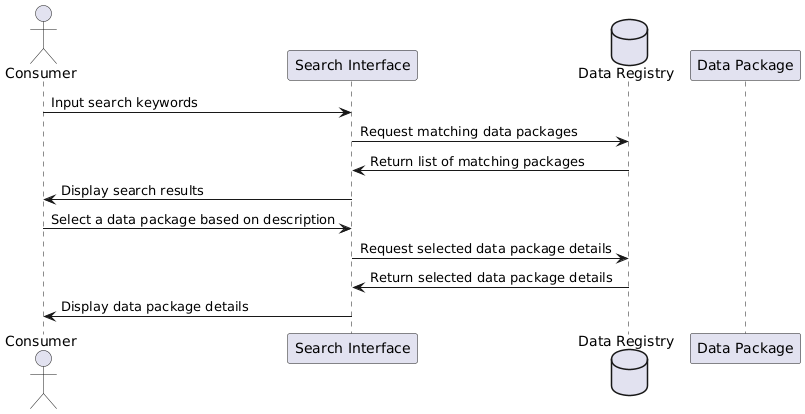 Consumer
Search Interface
Data Registry
Data Package
Input search keywords
Request matching data packages
Return list of matching packages
Display search results
Select a data package based on description
Request selected data package details
Return selected data package details
Display data package details
Consumer
Search Interface
Data Registry
Data Package